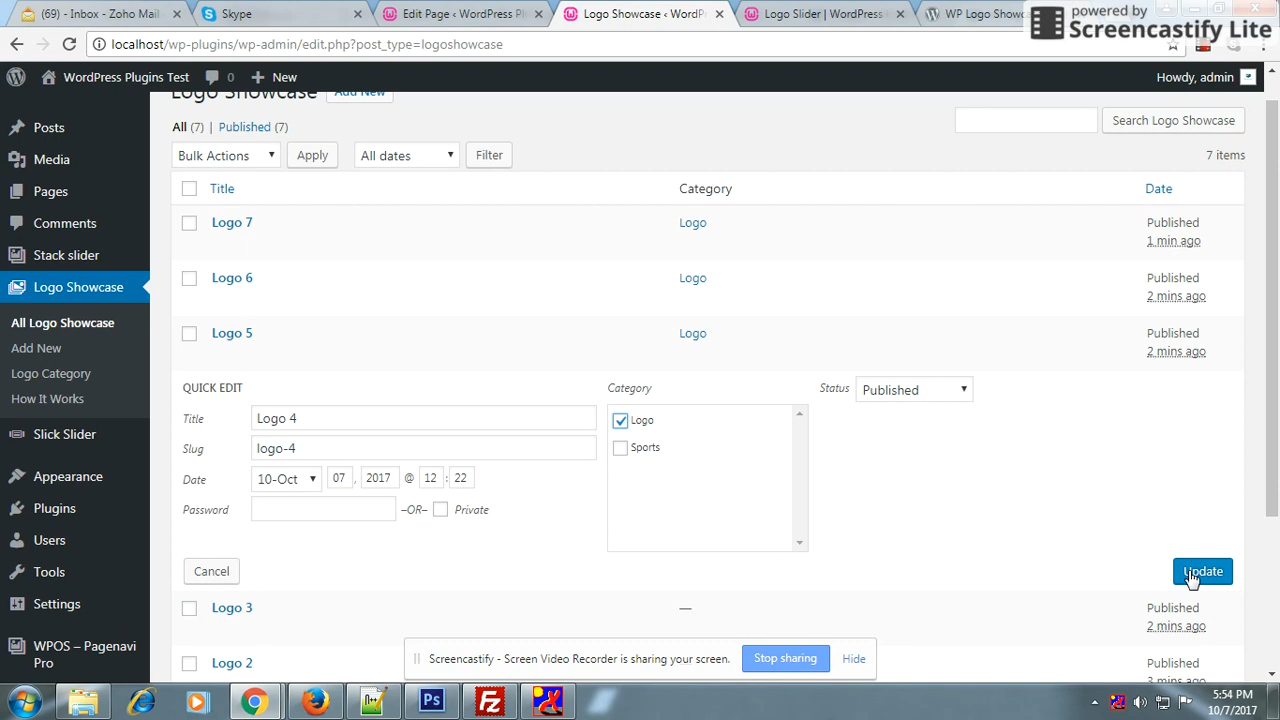 (69) - Inbox - Zoho Mail
Skype
Edit Page ‹ WordPress Pl
Logo Showcase ‹ WordP
Logo Slider | WordPress
WP Logo Show
powered by
Screencastify Lite
localhost/wp-plugins/wp-admin/edit.php?post_type=logoshowcase
WordPress Plugins Test
0
New
Howdy, admin
Logo Showcase
Add New
All (7) | Published (7)
Search Logo Showcase
Bulk Actions
Apply
All dates
Filter
7 items
Title
Category
Date
Logo 7
Logo
Published
1 min ago
Logo 6
Logo
Published
2 mins ago
Logo 5
Logo
Published
2 mins ago
QUICK EDIT
Title
Logo 4
Slug
logo-4
Date
10-Oct
07
, 2017
@ 12
: 22
Password
–OR–
Private
Category
Logo
Sports
Status
Published
Cancel
Update
Logo 3
—
Published
2 mins ago
Logo 2
Published
3 mins ago
Posts
Media
Pages
Comments
Stack slider
Logo Showcase
All Logo Showcase
Add New
Logo Category
How It Works
Slick Slider
Appearance
Plugins
Users
Tools
Settings
WPOS – Pagenavi
Pro
Screencastify - Screen Video Recorder is sharing your screen.
Stop sharing
Hide
Ps
Fz
5:54 PM
10/7/2017